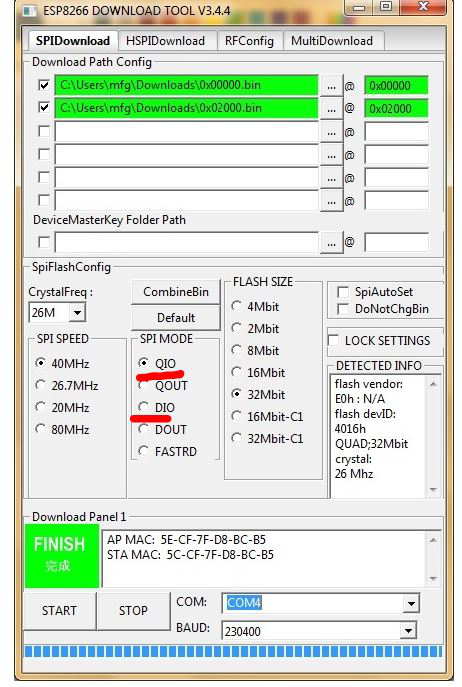 ESP8266 DOWNLOAD TOOL V3.4.4
SPIDownload HSPIDownload RFConfig MultiDownload
Download Path Config
C:\Users\mfg\Downloads\0x00000.bin ... @ 0x00000
C:\Users\mfg\Downloads\0x02000.bin ... @ 0x02000
... @
... @
... @
... @
DeviceMasterKey Folder Path
... @
SpiFlashConfig
CrystalFreq :
26M
CombineBin
Default
SPI SPEED
40MHz
26.7MHz
20MHz
80MHz
SPI MODE
QIO
QOUT
DIO
DOUT
FASTRD
FLASH SIZE
4Mbit
2Mbit
8Mbit
16Mbit
32Mbit
16Mbit-C1
32Mbit-C1
SpiAutoSet
DoNotChgBin
LOCK SETTINGS
DETECTED INFO
flash vendor:
E0h : N/A
flash devID:
4016h
QUAD;32Mbit
crystal:
26 Mhz
Download Panel 1
FINISH
完成
AP MAC: 5E-CF-7F-D8-BC-B5
STA MAC: 5C-CF-7F-D8-BC-B5
START STOP
COM: COM4
BAUD: 230400